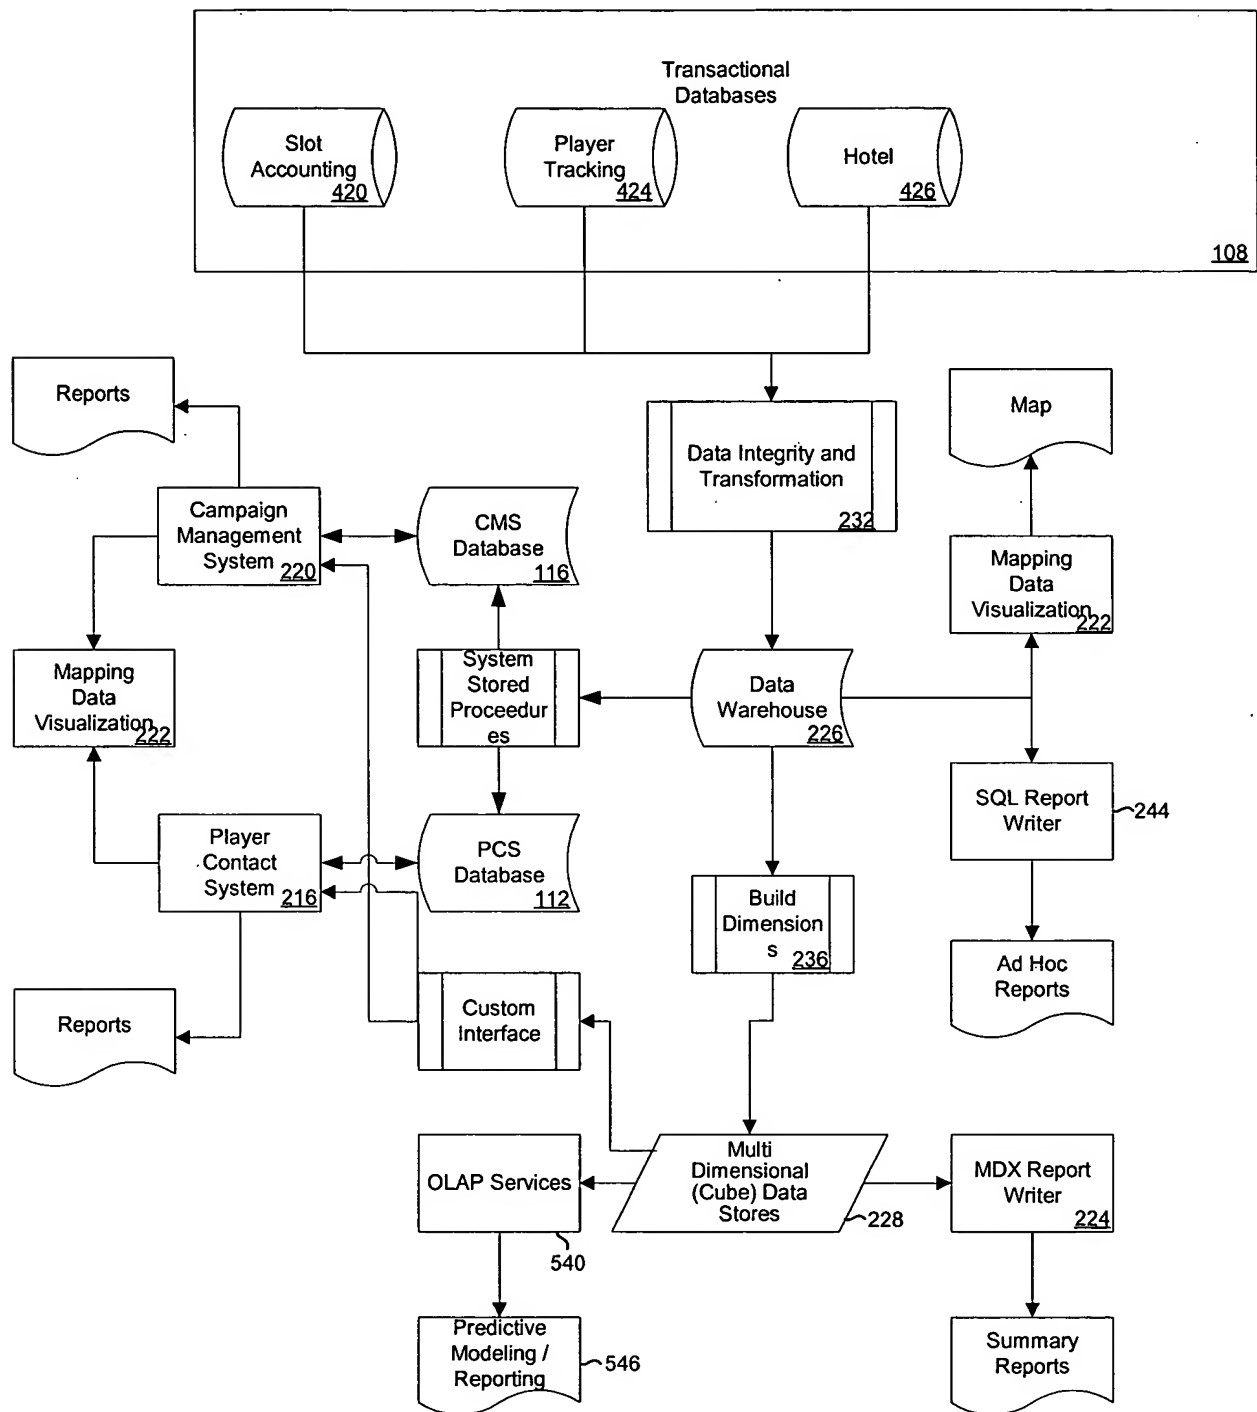 Transactional
Databases
Slot
Accounting
420
Player
Tracking
424
Hotel
426
108
Reports
Map
Data Integrity and
Transformation
232
Campaign
Management
System
220
CMS
Database
116
Mapping
Data
Visualization
222
Mapping
Data
Visualization
222
System
Stored
Proceedur
es
Data
Warehouse
226
SQL Report
Writer
244
Player
Contact
System
216
PCS
Database
112
Build
Dimension
s
236
Ad Hoc
Reports
Reports
Custom
Interface
OLAP Services
540
Multi
Dimensional
(Cube) Data
Stores
228
MDX Report
Writer
224
Predictive
Modeling /
Reporting
546
Summary
Reports